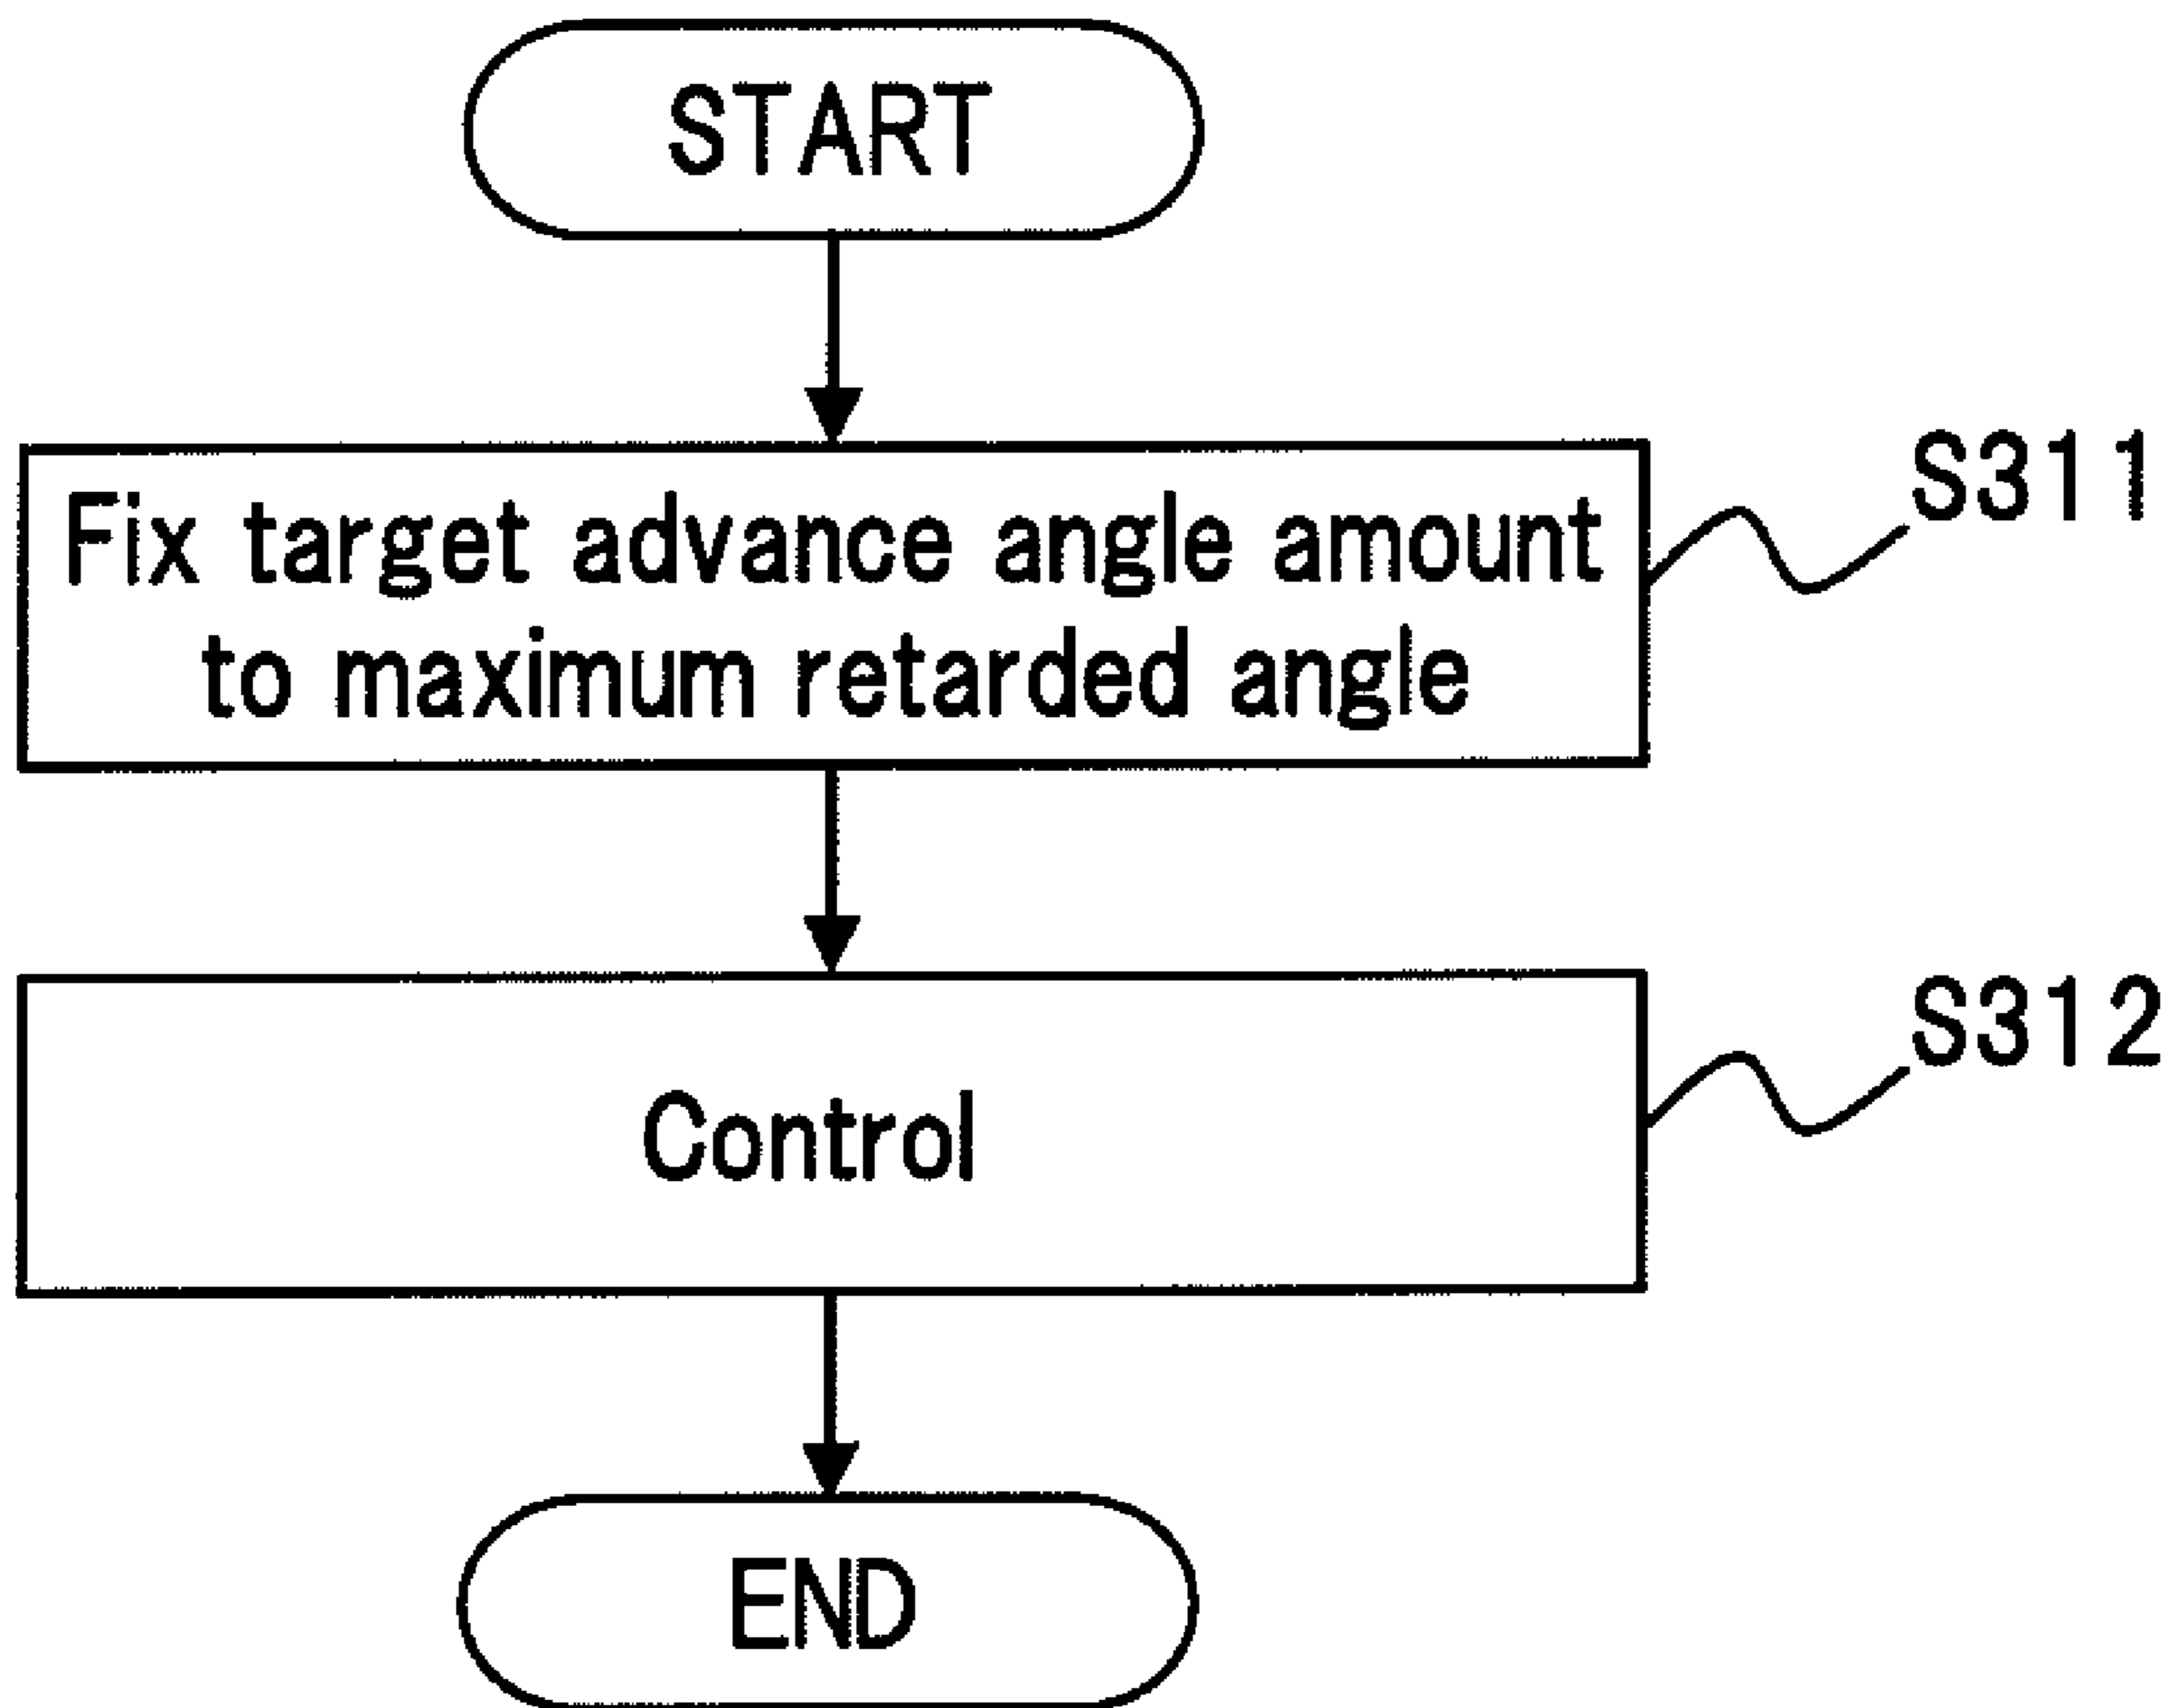 START
Fix target advance angle amount
to maximum retarded angle
S311
Control
S312
END